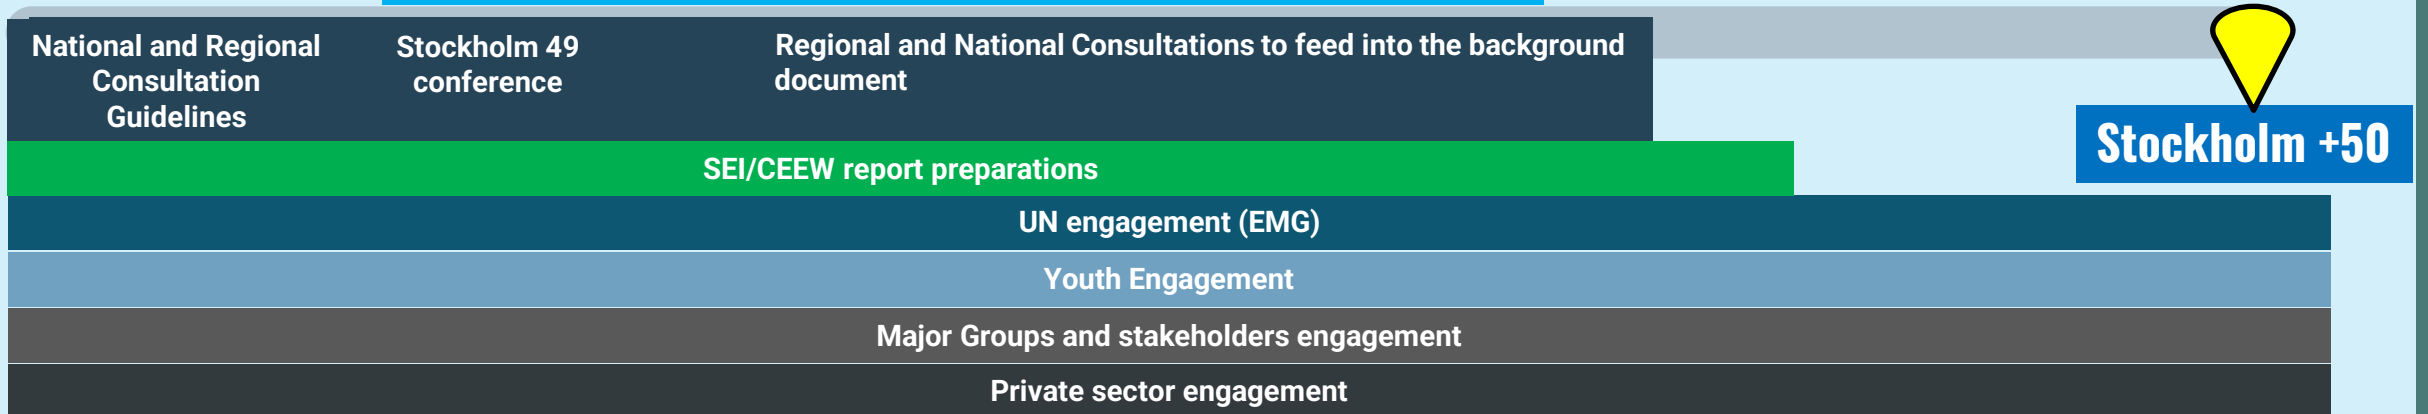 National and Regional
Consultation
Guidelines
Stockholm 49
conference
Regional and National Consultations to feed into the background
document
Stockholm +50
SEI/CEEW report preparations
UN engagement (EMG)
Youth Engagement
Major Groups and stakeholders engagement
Private sector engagement